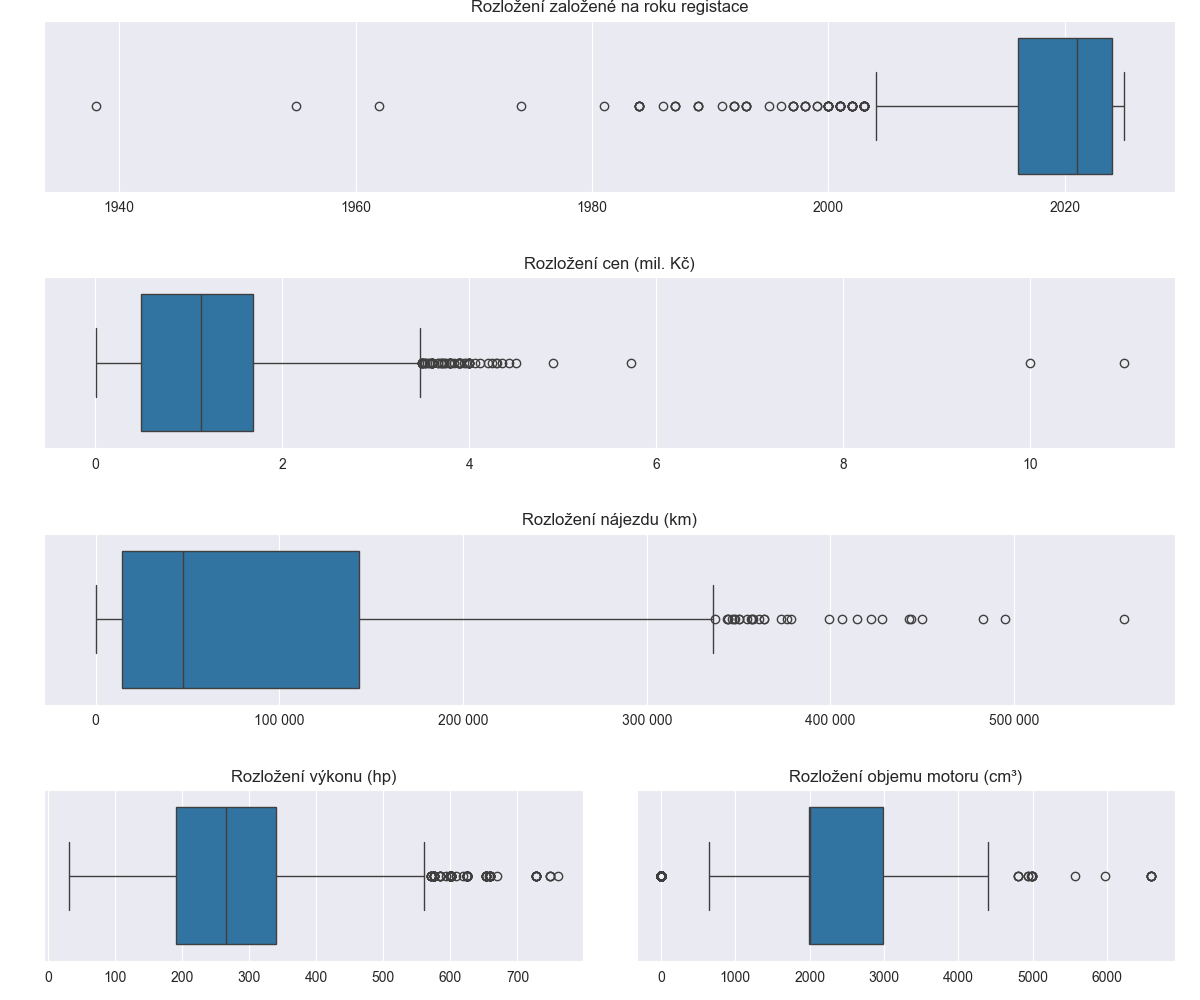 Rozložení založené na roku registace
1940 1960 1980 2000 2020
Rozložení cen (mil. Kč)
0 2 4 6 8 10
Rozložení nájezdu (km)
0 100 000 200 000 300 000 400 000 500 000
Rozložení výkonu (hp)
0 100 200 300 400 500 600 700
Rozložení objemu motoru (cm³)
0 1000 2000 3000 4000 5000 6000